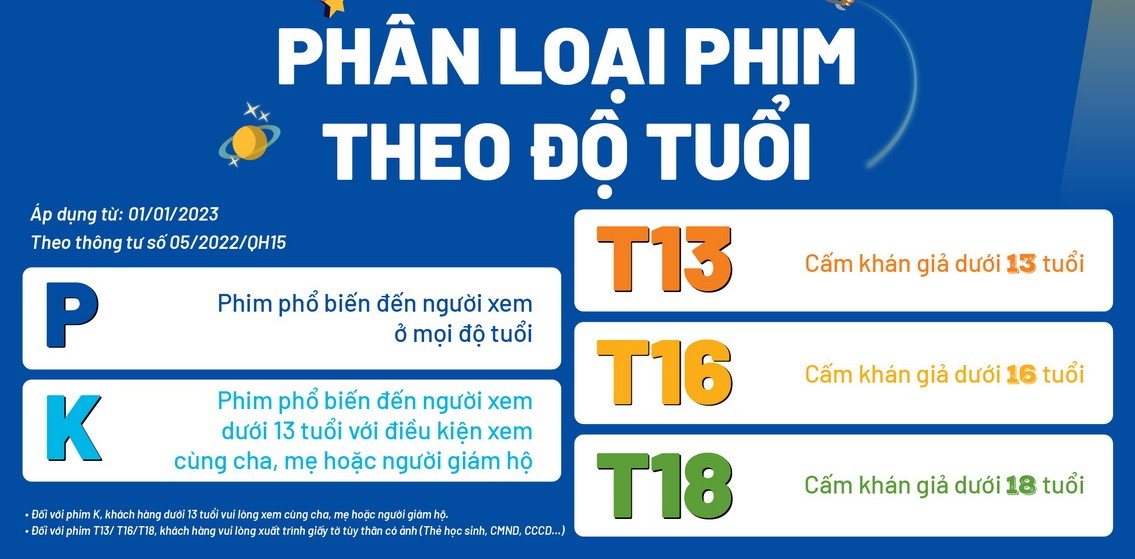 PHÂN LOẠI PHIM
THEO ĐỘ TUỔI
Áp dụng từ: 01/01/2023
Theo thông tư số 05/2022/QH15
P
Phim phổ biến đến người xem
ở mọi độ tuổi
K
Phim phổ biến đến người xem
dưới 13 tuổi với điều kiện xem
cùng cha, mẹ hoặc người giám hộ
• Đối với phim K, khách hàng dưới 13 tuổi vui lòng xem cùng cha, mẹ hoặc người giám hộ.
• Đối với phim T13/ T16/T18, khách hàng vui lòng xuất trình giấy tờ tùy thân có ảnh (Thẻ học sinh, CMND, CCCD...)
T13
Cấm khán giả dưới 13 tuổi
T16
Cấm khán giả dưới 16 tuổi
T18
Cấm khán giả dưới 18 tuổi